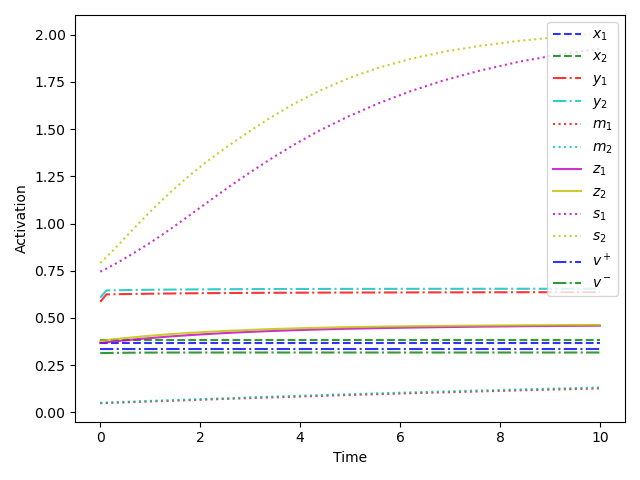 2.00
1.75
1.50
1.25
1.00
0.75
0.50
0.25
0.00
Activation
0
2
4
6
8
10
Time
x₁
x₂
y₁
y₂
m₁
m₂
z₁
z₂
s₁
s₂
v⁺
v⁻